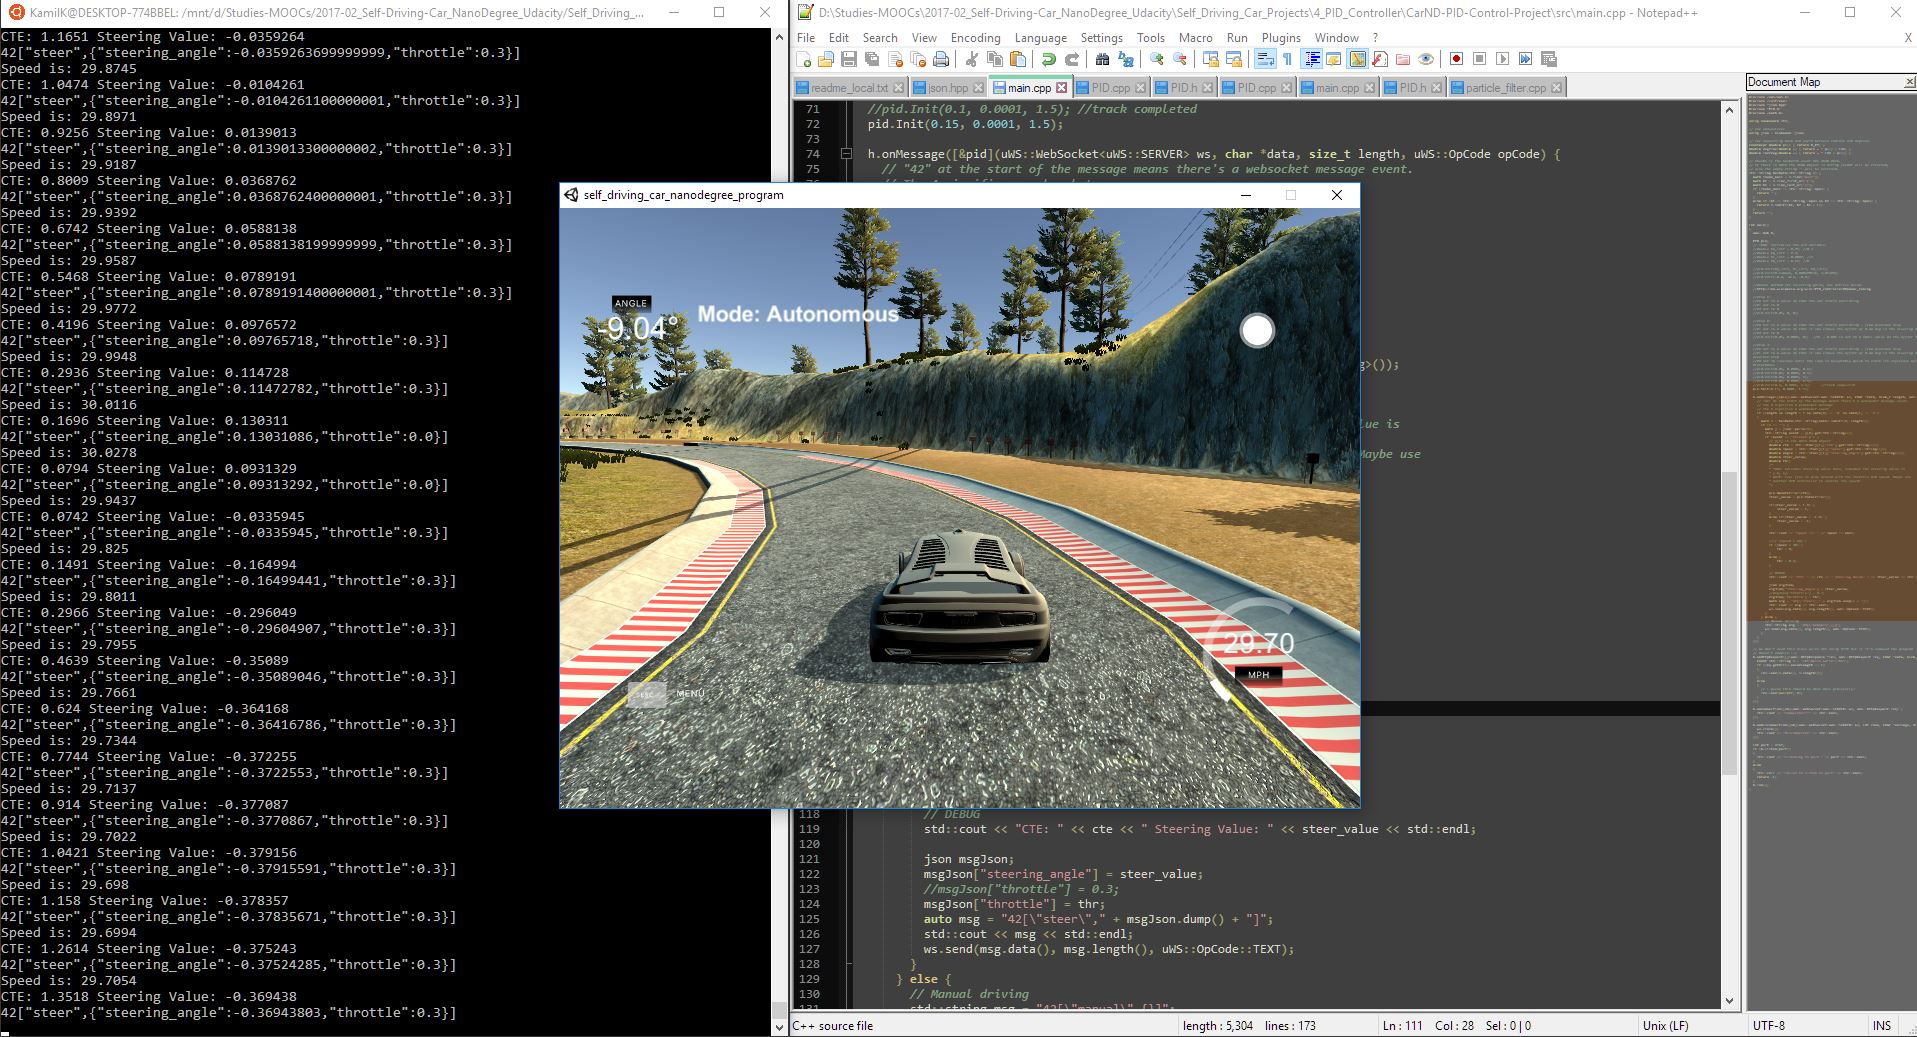 KamilK@DESKTOP-774BBEL: /mnt/d/Studies-MOOCs/2017-02_Self-Driving-Car_NanoDegree_Udacity/Self_Driving_...
CTE: 1.1651 Steering Value: -0.0359264
42["steer",{"steering_angle":-0.0359263699999999,"throttle":0.3}]
Speed is: 29.8745
CTE: 1.0474 Steering Value: -0.0104261
42["steer",{"steering_angle":-0.0104261100000001,"throttle":0.3}]
Speed is: 29.8971
CTE: 0.9256 Steering Value: 0.0139013
42["steer",{"steering_angle":0.0139013300000002,"throttle":0.3}]
Speed is: 29.9187
CTE: 0.8009 Steering Value: 0.0368762
42["steer",{"steering_angle":0.0368762400000001,"throttle":0.3}]
Speed is: 29.9392
CTE: 0.6742 Steering Value: 0.0588138
42["steer",{"steering_angle":0.0588138199999999,"throttle":0.3}]
Speed is: 29.9587
CTE: 0.5468 Steering Value: 0.0789191
42["steer",{"steering_angle":0.0789191400000001,"throttle":0.3}]
Speed is: 29.9772
CTE: 0.4196 Steering Value: 0.0976572
42["steer",{"steering_angle":0.09765718,"throttle":0.3}]
Speed is: 29.9948
CTE: 0.2936 Steering Value: 0.114728
42["steer",{"steering_angle":0.11472782,"throttle":0.3}]
Speed is: 30.0116
CTE: 0.1696 Steering Value: 0.130311
42["steer",{"steering_angle":0.13031086,"throttle":0.0}]
Speed is: 30.0278
CTE: 0.0794 Steering Value: 0.0931329
42["steer",{"steering_angle":0.09313292,"throttle":0.0}]
Speed is: 29.9437
CTE: 0.0742 Steering Value: -0.0335945
42["steer",{"steering_angle":-0.0335945,"throttle":0.3}]
Speed is: 29.825
CTE: 0.1491 Steering Value: -0.164994
42["steer",{"steering_angle":-0.16499441,"throttle":0.3}]
Speed is: 29.8011
CTE: 0.2966 Steering Value: -0.296049
42["steer",{"steering_angle":-0.29604907,"throttle":0.3}]
Speed is: 29.7955
CTE: 0.4639 Steering Value: -0.35089
42["steer",{"steering_angle":-0.35089046,"throttle":0.3}]
Speed is: 29.7661
CTE: 0.624 Steering Value: -0.364168
42["steer",{"steering_angle":-0.36416786,"throttle":0.3}]
Speed is: 29.7344
CTE: 0.7744 Steering Value: -0.372255
42["steer",{"steering_angle":-0.3722553,"throttle":0.3}]
Speed is: 29.7137
CTE: 0.914 Steering Value: -0.377087
42["steer",{"steering_angle":-0.3770867,"throttle":0.3}]
Speed is: 29.7022
CTE: 1.0421 Steering Value: -0.379156
42["steer",{"steering_angle":-0.37915591,"throttle":0.3}]
Speed is: 29.698
CTE: 1.158 Steering Value: -0.378357
42["steer",{"steering_angle":-0.37835671,"throttle":0.3}]
Speed is: 29.6994
CTE: 1.2614 Steering Value: -0.375243
42["steer",{"steering_angle":-0.37524285,"throttle":0.3}]
Speed is: 29.7054
CTE: 1.3518 Steering Value: -0.369438
42["steer",{"steering_angle":-0.36943803,"throttle":0.3}]
D:\Studies-MOOCs\2017-02_Self-Driving-Car_NanoDegree_Udacity\Self_Driving_Car_Projects\4_PID_Controller\CarND-PID-Control-Project\src\main.cpp - Notepad++
File Edit Search View Encoding Language Settings Tools Macro Run Plugins Window ? X
readme_local.txt json.hpp main.cpp PID.cpp PID.h PID.cpp main.cpp PID.h particle_filter.cpp
71 //pid.Init(0.1, 0.0001, 1.5); //track completed
72 pid.Init(0.15, 0.0001, 1.5);
73
74 h.onMessage([&pid](uWS::WebSocket<uWS::SERVER> ws, char *data, size_t length, uWS::OpCode opCode) {
75 // "42" at the start of the message means there's a websocket message event.
g>());
lue is
Maybe use
self_driving_car_nanodegree_program
ANGLE
-9.04°
Mode: Autonomous
29.70
MPH
ESC
MENU
118 // DEBUG
119 std::cout << "CTE: " << cte << " Steering Value: " << steer_value << std::endl;
120
121 json msgJson;
122 msgJson["steering_angle"] = steer_value;
123 //msgJson["throttle"] = 0.3;
124 msgJson["throttle"] = thr;
125 auto msg = "42[\"steer\"," + msgJson.dump() + "]";
126 std::cout << msg << std::endl;
127 ws.send(msg.data(), msg.length(), uWS::OpCode::TEXT);
128 }
129 } else {
130 // Manual driving
131 std::string msg = "42[\"manual\",{}]";
Document Map
C++ source file length : 5,304 lines : 173 Ln : 111 Col : 28 Sel : 0 | 0 Unix (LF) UTF-8 INS